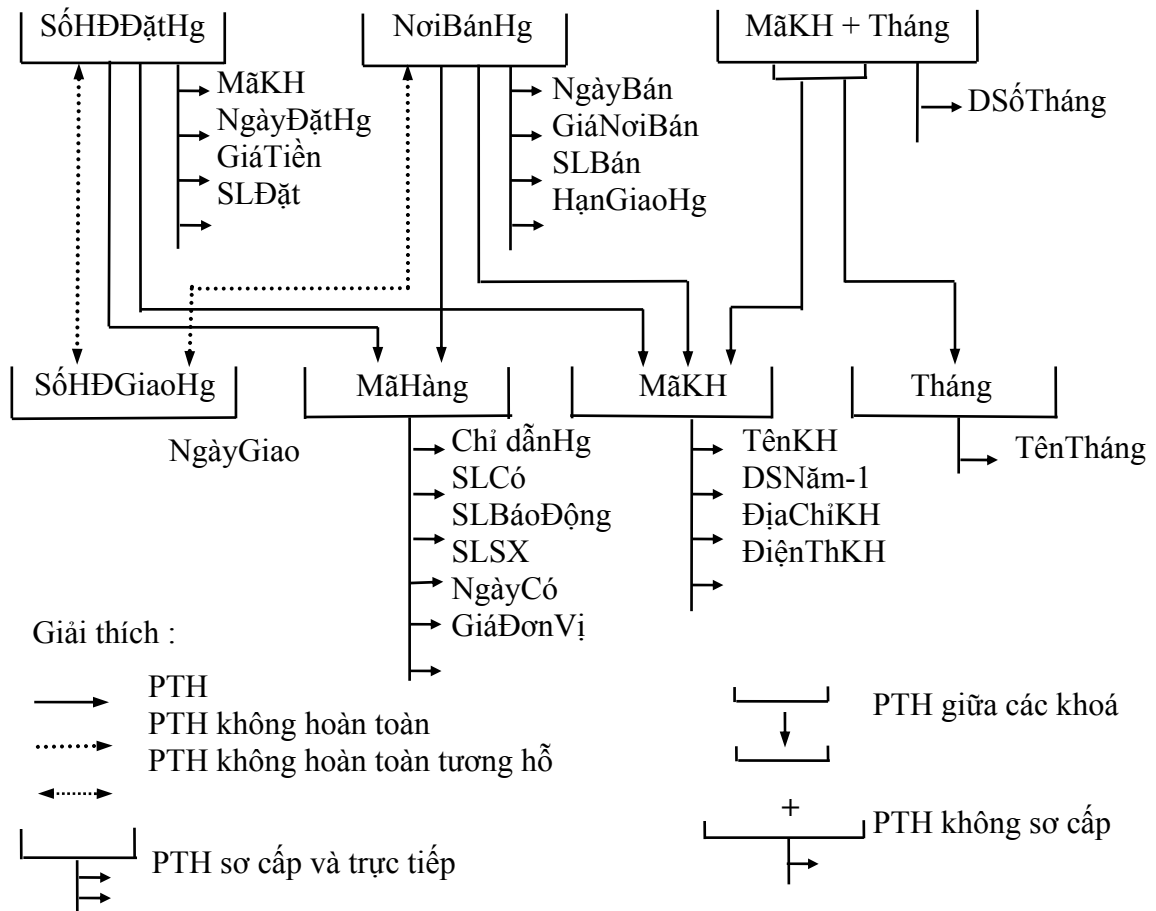 SốHĐĐặtHg
NơiBánHg
MãKH + Tháng
MãKH
NgàyĐặtHg
GiáTiền
SLĐặt
NgàyBán
GiáNơiBán
SLBán
HạnGiaoHg
DSốTháng
SốHĐGiaoHg
MãHàng
MãKH
Tháng
NgàyGiao
Chỉ dẫnHg
SLCó
SLBáoĐộng
SLSX
NgàyCó
GiáĐơnVị
TênKH
DSNăm-1
ĐịaChỉKH
ĐiệnThKH
TênTháng
Giải thích :
PTH
PTH không hoàn toàn
PTH không hoàn toàn tương hỗ
PTH sơ cấp và trực tiếp
PTH giữa các khoá
+
PTH không sơ cấp